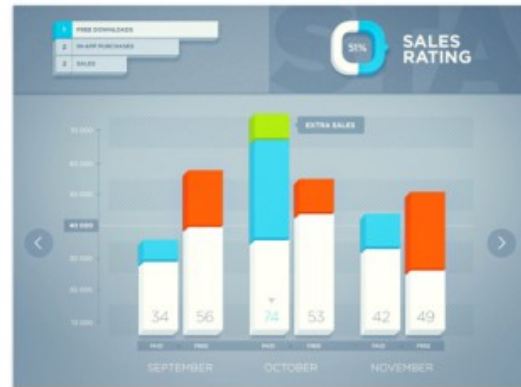 1 FREE DOWNLOADS
2 IN-APP PURCHASES
3 SALES
51%
SALES
RATING
STA
EXTRA SALES
70 000
60 000
50 000
40 000
30 000
20 000
10 000
34 56 74 53 42 49
PAID FREE PAID FREE PAID FREE
SEPTEMBER OCTOBER NOVEMBER